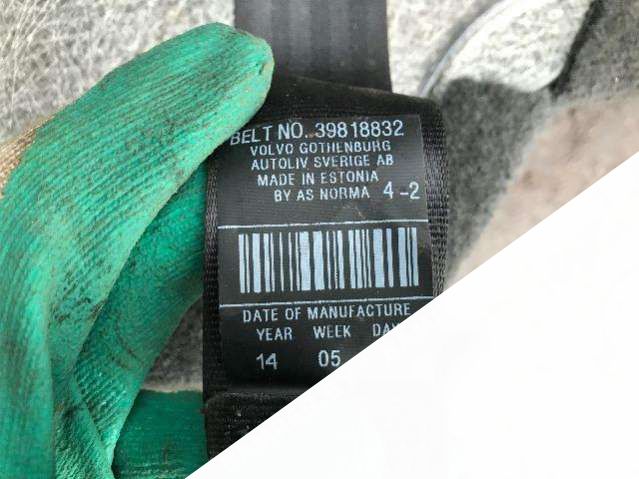 BELT NO. 39818832
VOLVO GOTHENBURG
AUTOLIV SVERIGE AB
MADE IN ESTONIA
BY AS NORMA 4-2
DATE OF MANUFACTURE
YEAR WEEK
14 05